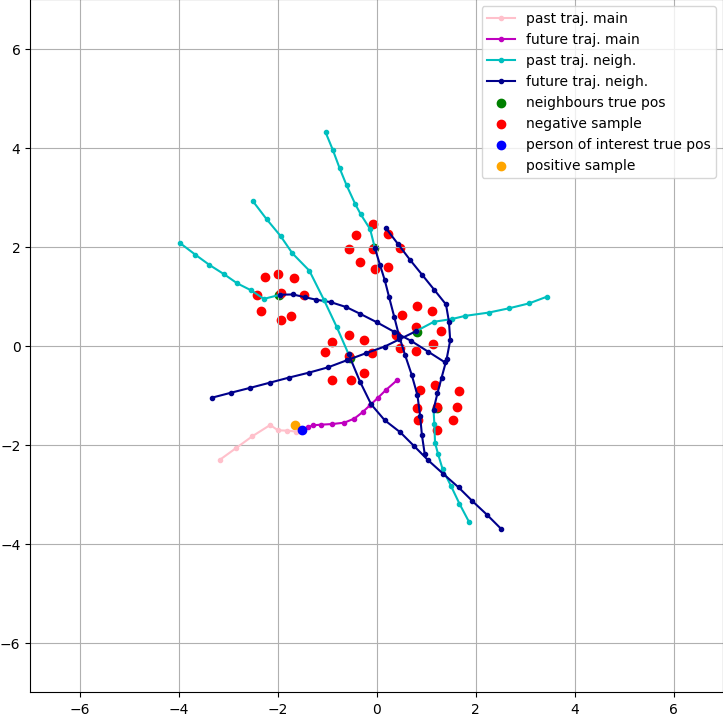 past traj. main
future traj. main
past traj. neigh.
future traj. neigh.
neighbours true pos
negative sample
person of interest true pos
positive sample
6
4
2
0
−2
−4
−6
−6 −4 −2 0 2 4 6